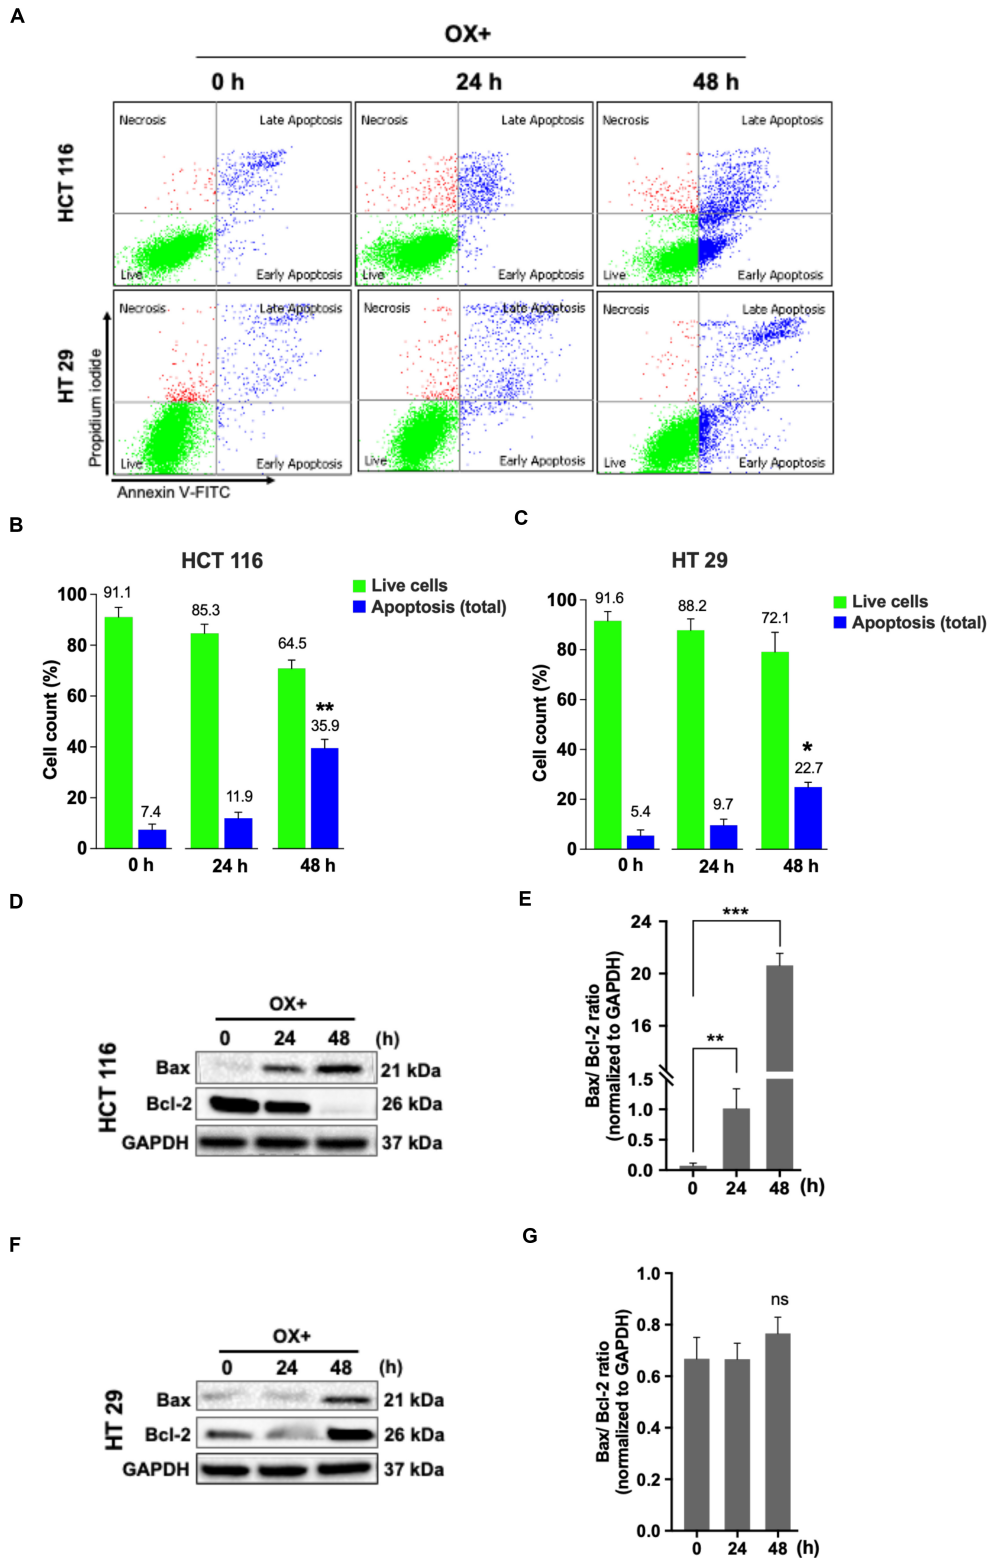 A
OX+
0 h 24 h 48 h
HCT 116
Necrosis Late Apoptosis Necrosis Late Apoptosis Necrosis Late Apoptosis
Live Early Apoptosis Live Early Apoptosis Live Early Apoptosis
HT 29
Necrosis Late Apoptosis Necrosis Late Apoptosis Necrosis Late Apoptosis
Live Early Apoptosis Live Early Apoptosis Live Early Apoptosis
Propidium iodide
Annexin V-FITC
B
HCT 116
Live cells
Apoptosis (total)
Cell count (%)
100
80
60
40
20
0
91.1
7.4
85.3
11.9
64.5
**
35.9
0 h 24 h 48 h
C
HT 29
Live cells
Apoptosis (total)
Cell count (%)
100
80
60
40
20
0
91.6
5.4
88.2
9.7
72.1
*
22.7
0 h 24 h 48 h
D
OX+
0 24 48 (h)
HCT 116
Bax 21 kDa
Bcl-2 26 kDa
GAPDH 37 kDa
E
Bax/ Bcl-2 ratio
(normalized to GAPDH)
24
20
16
1.5
1.0
0.5
0.0
***
**
0 24 48 (h)
F
OX+
0 24 48 (h)
HT 29
Bax 21 kDa
Bcl-2 26 kDa
GAPDH 37 kDa
G
Bax/ Bcl-2 ratio
(normalized to GAPDH)
1.0
0.8
0.6
0.4
0.2
0.0
ns
0 24 48 (h)